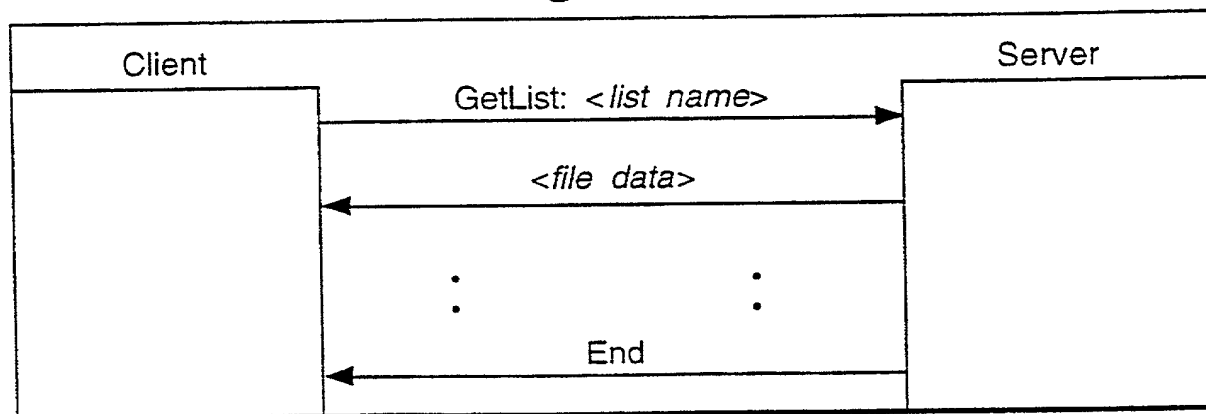 Client
Server
GetList: <list name>
<file data>
: :
End